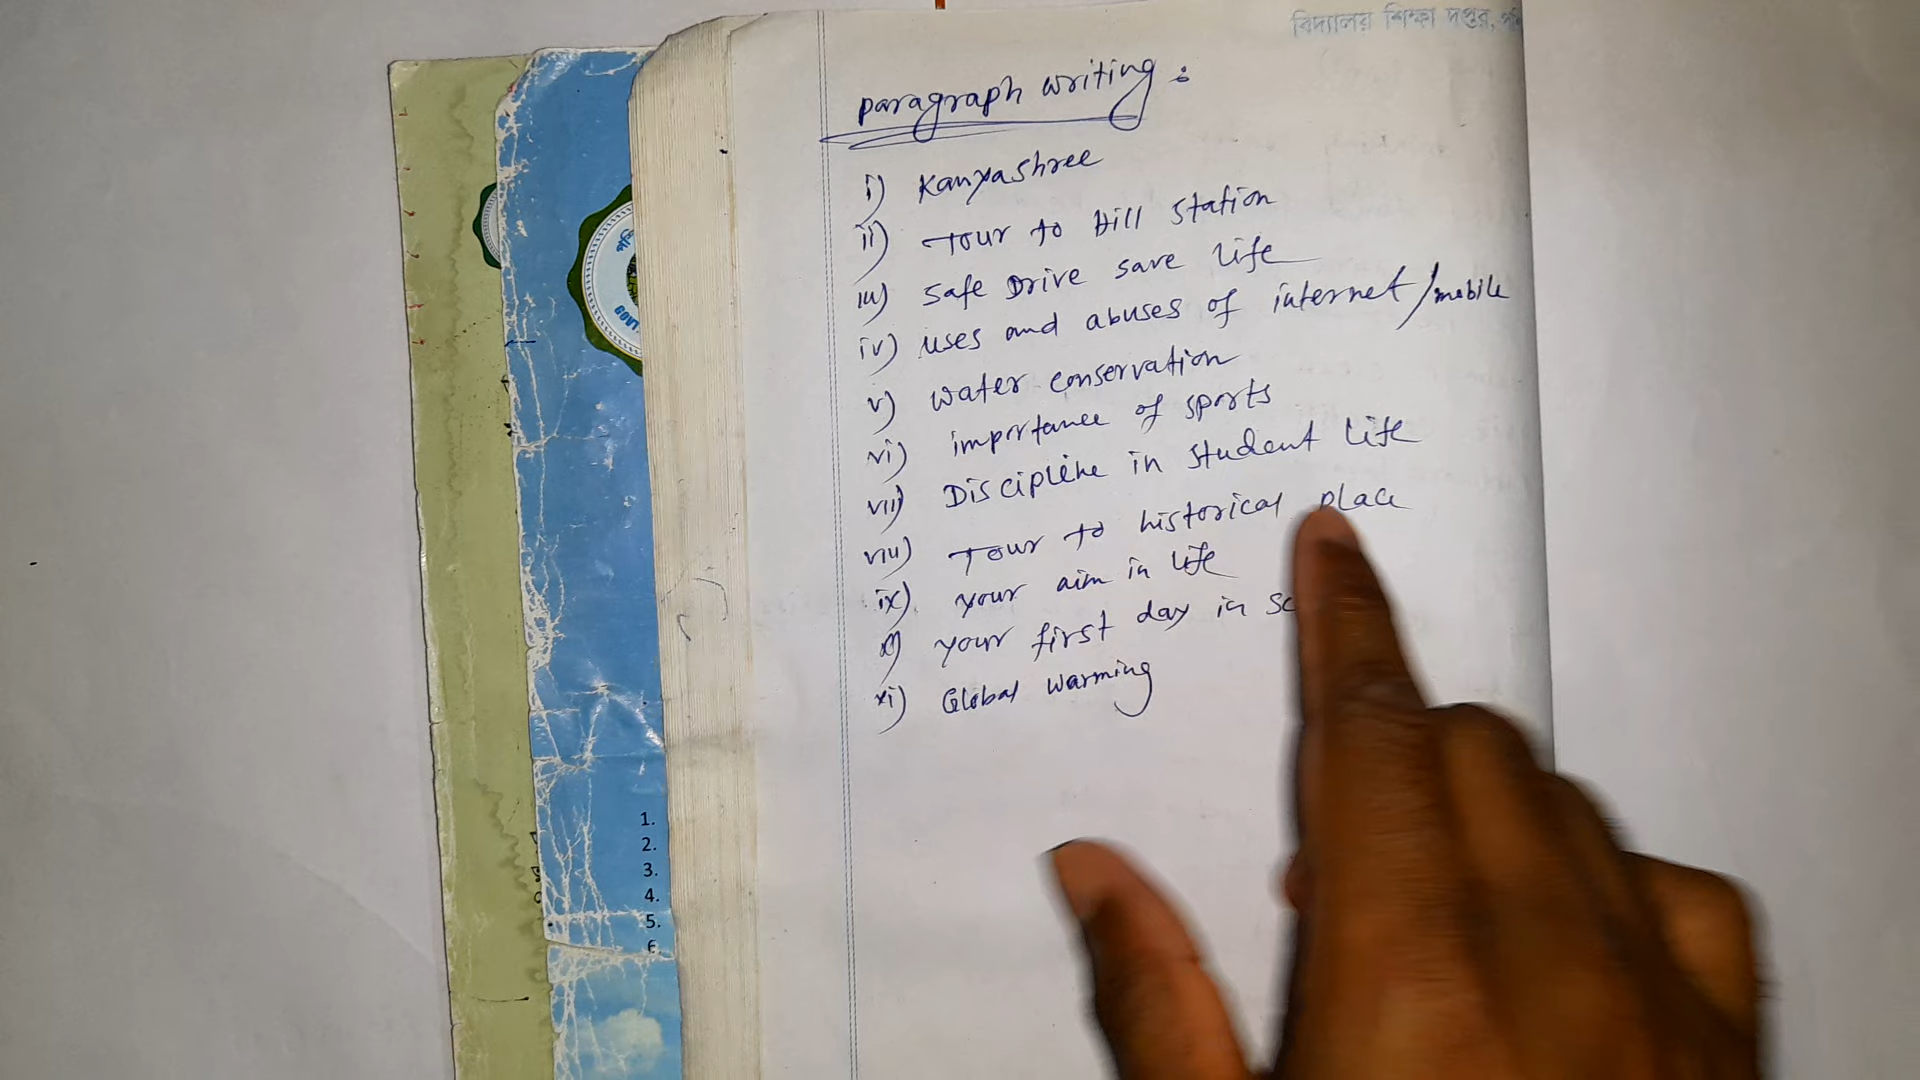 বিদ্যালয় শিক্ষা দপ্তর,
paragraph writing :
i) Kanyashree
ii) Tour to Hill station
iii) safe Drive save life
iv) uses and abuses of internet/mobile
v) water conservation
vi) importance of sports
vii) Discipline in student life
viii) Tour to historical place
ix) your aim in life
x) your first day in
xi) Global warming
1.
2.
3.
4.
5.
6.